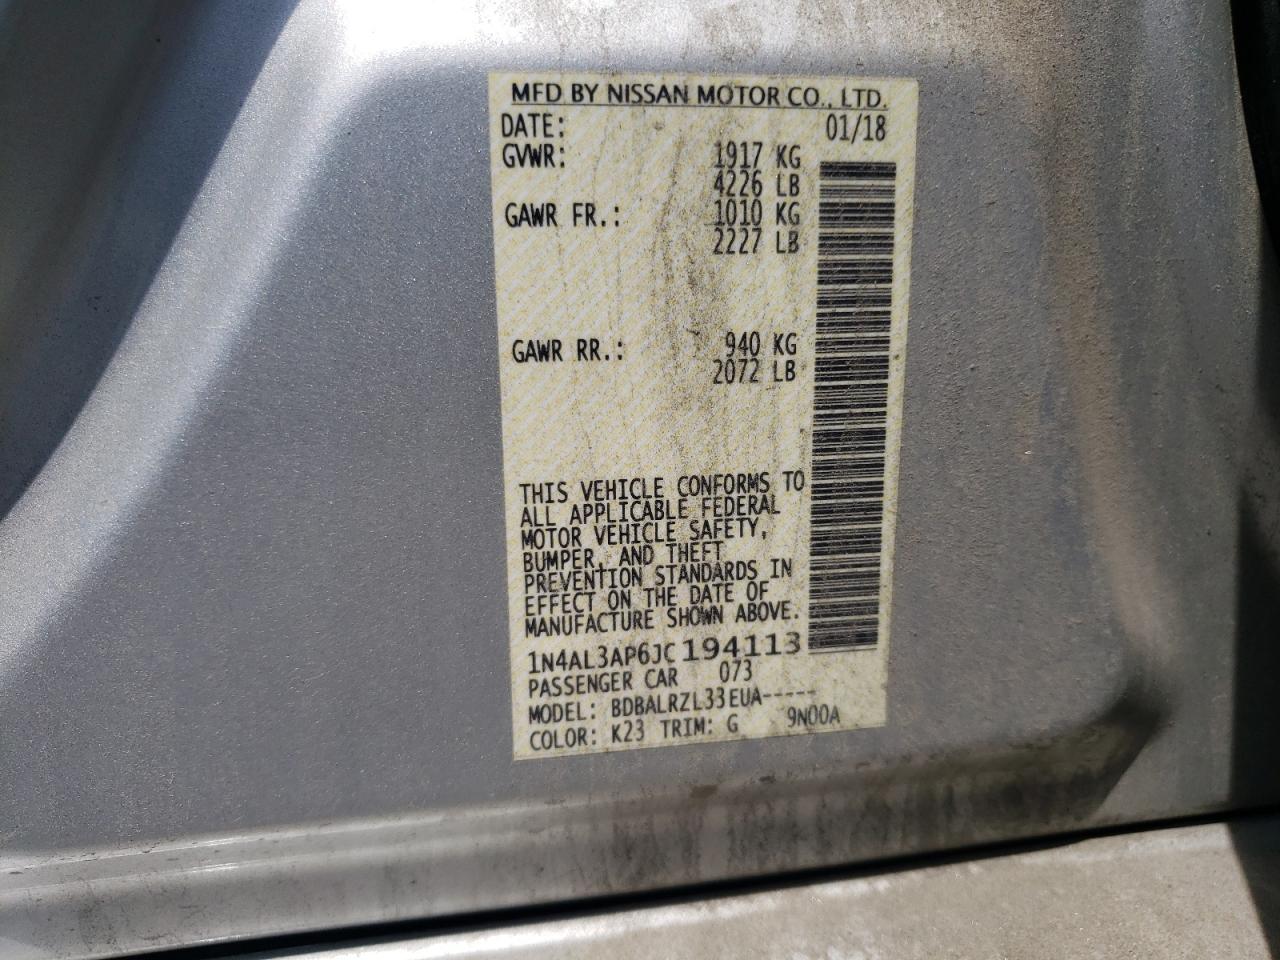 MFD BY NISSAN MOTOR CO., LTD.
DATE: 01/18
GVWR: 1917 KG
4226 LB
GAWR FR.: 1010 KG
2227 LB
GAWR RR.: 940 KG
2072 LB
THIS VEHICLE CONFORMS TO
ALL APPLICABLE FEDERAL
MOTOR VEHICLE SAFETY,
BUMPER, AND THEFT
PREVENTION STANDARDS IN
EFFECT ON THE DATE OF
MANUFACTURE SHOWN ABOVE.
1N4AL3AP6JC194113
PASSENGER CAR 073
MODEL: BDBALRZL33EUA-----
COLOR: K23 TRIM: G 9N00A